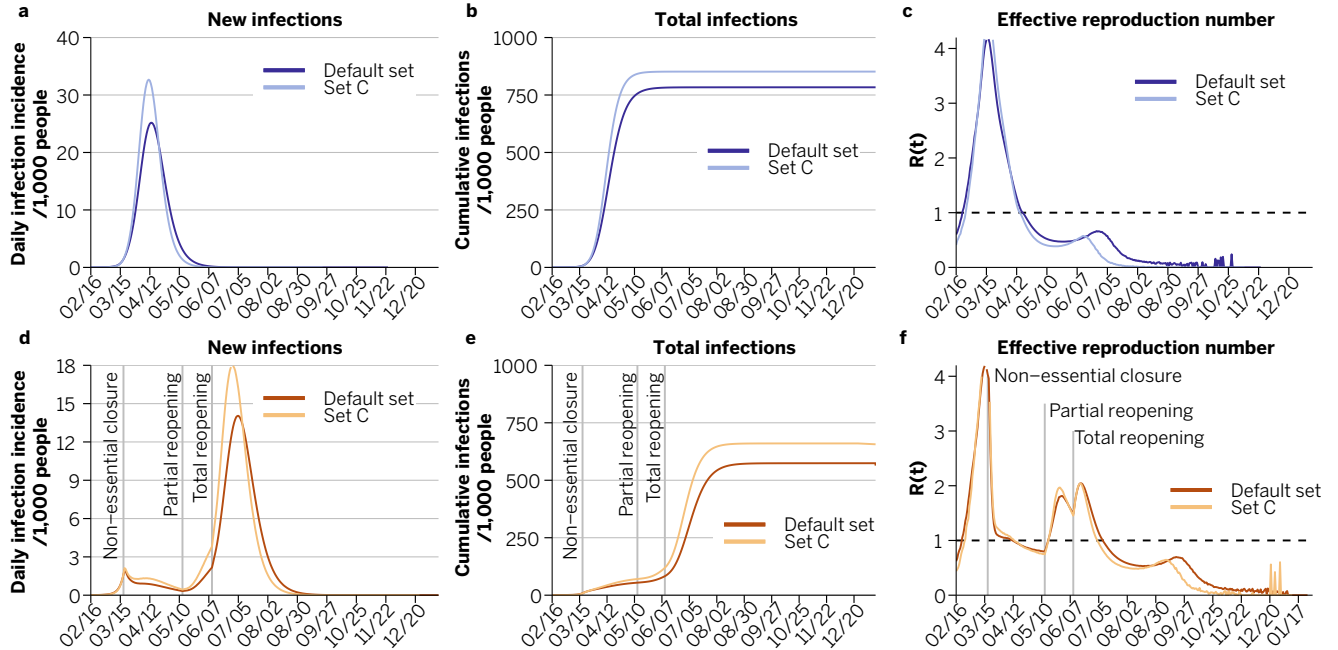 a
New infections
Daily infection incidence
/1,000 people
40
30
20
10
0
Default set
Set C
02/16
03/15
04/12
05/10
06/07
07/05
08/02
08/30
09/27
10/25
11/22
12/20
b
Total infections
Cumulative infections
/1,000 people
1000
750
500
250
0
Default set
Set C
02/16
03/15
04/12
05/10
06/07
07/05
08/02
08/30
09/27
10/25
11/22
12/20
c
Effective reproduction number
R(t)
4
3
2
1
0
Default set
Set C
02/16
03/15
04/12
05/10
06/07
07/05
08/02
08/30
09/27
10/25
11/22
12/20
d
New infections
Daily infection incidence
/1,000 people
18
15
12
9
6
3
0
Non−essential closure
Partial reopening
Total reopening
Default set
Set C
02/16
03/15
04/12
05/10
06/07
07/05
08/02
08/30
09/27
10/25
11/22
12/20
e
Total infections
Cumulative infections
/1,000 people
1000
750
500
250
0
Non−essential closure
Partial reopening
Total reopening
Default set
Set C
02/16
03/15
04/12
05/10
06/07
07/05
08/02
08/30
09/27
10/25
11/22
12/20
f
Effective reproduction number
R(t)
4
3
2
1
0
Non−essential closure
Partial reopening
Total reopening
Default set
Set C
02/16
03/15
04/12
05/10
06/07
07/05
08/02
08/30
09/27
10/25
11/22
12/20
01/17